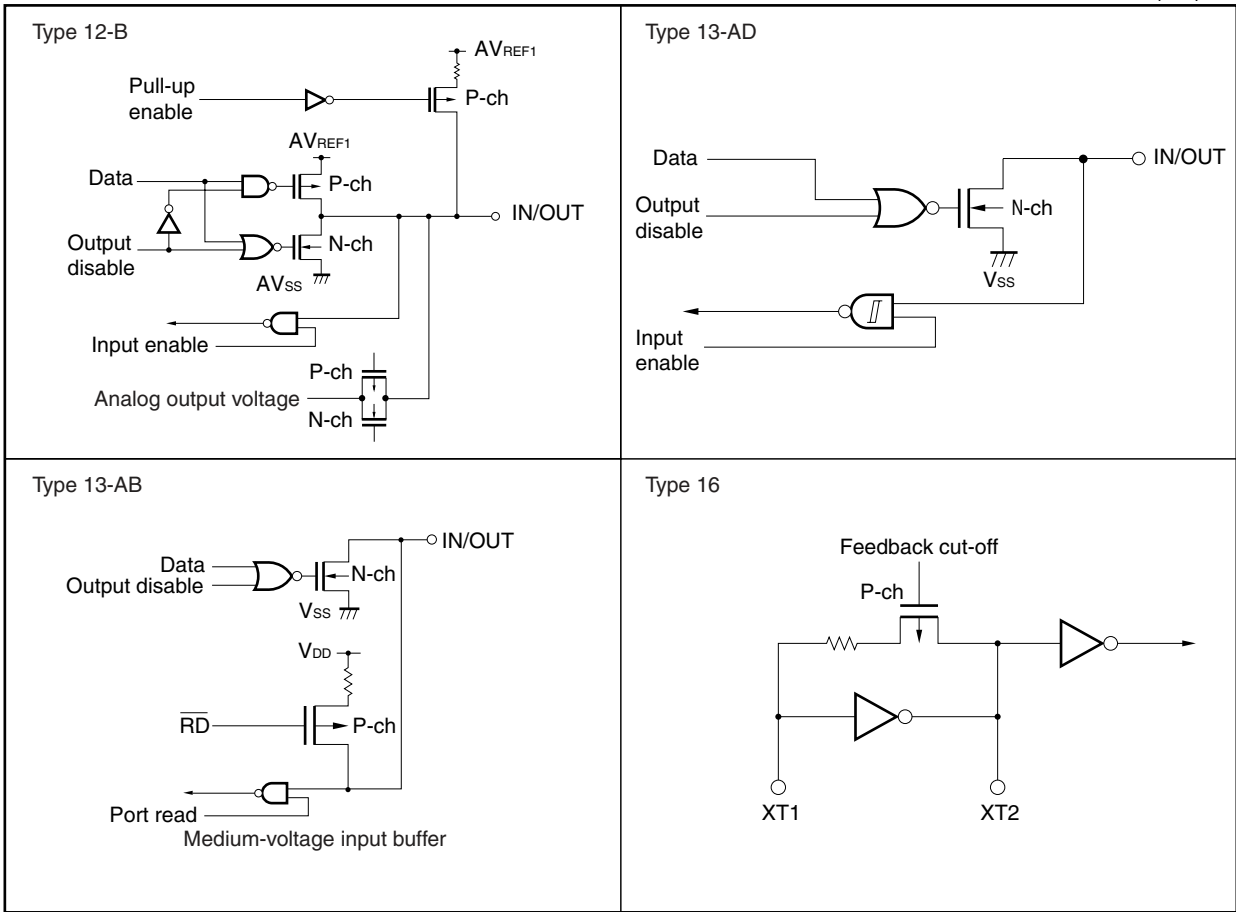 Type 12-B
AVREF1
Pull-up
enable
P-ch
AVREF1
Data
P-ch
IN/OUT
Output
disable
N-ch
AVSS
Input enable
P-ch
Analog output voltage
N-ch
Type 13-AD
Data
IN/OUT
Output
disable
N-ch
VSS
Input
enable
Type 13-AB
IN/OUT
Data
Output disable
N-ch
VSS
VDD
RD
P-ch
Port read
Medium-voltage input buffer
Type 16
Feedback cut-off
P-ch
XT1
XT2